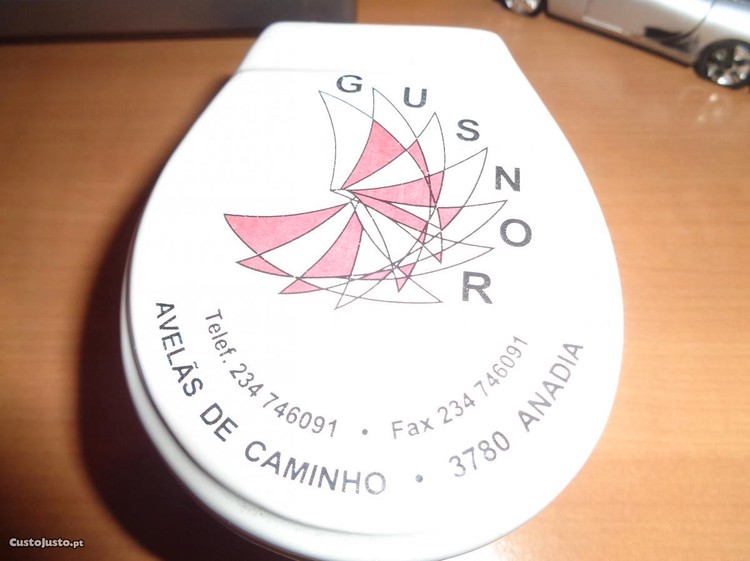 GUSNOR
Telef. 234 746091 • Fax 234 746091
AVELÃS DE CAMINHO • 3780 ANADIA
CustoJusto.pt